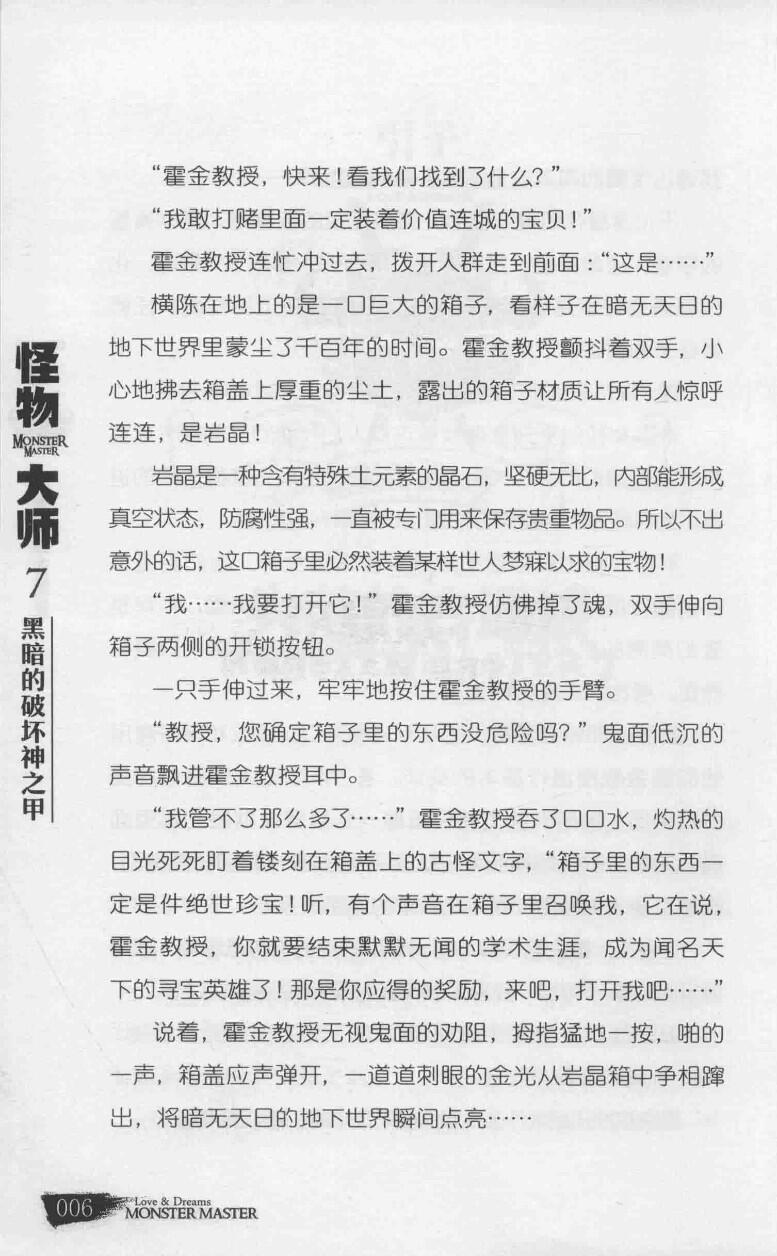 “霍金教授，快来！看我们找到了什么？”
“我敢打赌里面一定装着价值连城的宝贝！”
霍金教授连忙冲过去，拨开人群走到前面：“这是……”
横陈在地上的是一口巨大的箱子，看样子在暗无天日的
地下世界里蒙尘了千百年的时间。霍金教授颤抖着双手，小
心地拂去箱盖上厚重的尘土，露出的箱子材质让所有人惊呼
连连，是岩晶！
岩晶是一种含有特殊土元素的晶石，坚硬无比，内部能形成
真空状态，防腐性强，一直被专门用来保存贵重物品。所以不出
意外的话，这口箱子里必然装着某样世人梦寐以求的宝物！
“我……我要打开它！”霍金教授仿佛掉了魂，双手伸向
箱子两侧的开锁按钮。
一只手伸过来，牢牢地按住霍金教授的手臂。
“教授，您确定箱子里的东西没危险吗？”鬼面低沉的
声音飘进霍金教授耳中。
“我管不了那么多了……”霍金教授吞了口口水，灼热的
目光死死盯着镂刻在箱盖上的古怪文字，“箱子里的东西一
定是件绝世珍宝！听，有个声音在箱子里召唤我，它在说，
霍金教授，你就要结束默默无闻的学术生涯，成为闻名天
下的寻宝英雄了！那是你应得的奖励，来吧，打开我吧……”
说着，霍金教授无视鬼面的劝阻，拇指猛地一按，啪的
一声，箱盖应声弹开，一道道刺眼的金光从岩晶箱中争相蹿
出，将暗无天日的地下世界瞬间点亮……
怪物
MONSTER
MASTER
大师
7
黑暗的破坏神之甲
006
Love & Dreams
MONSTER MASTER